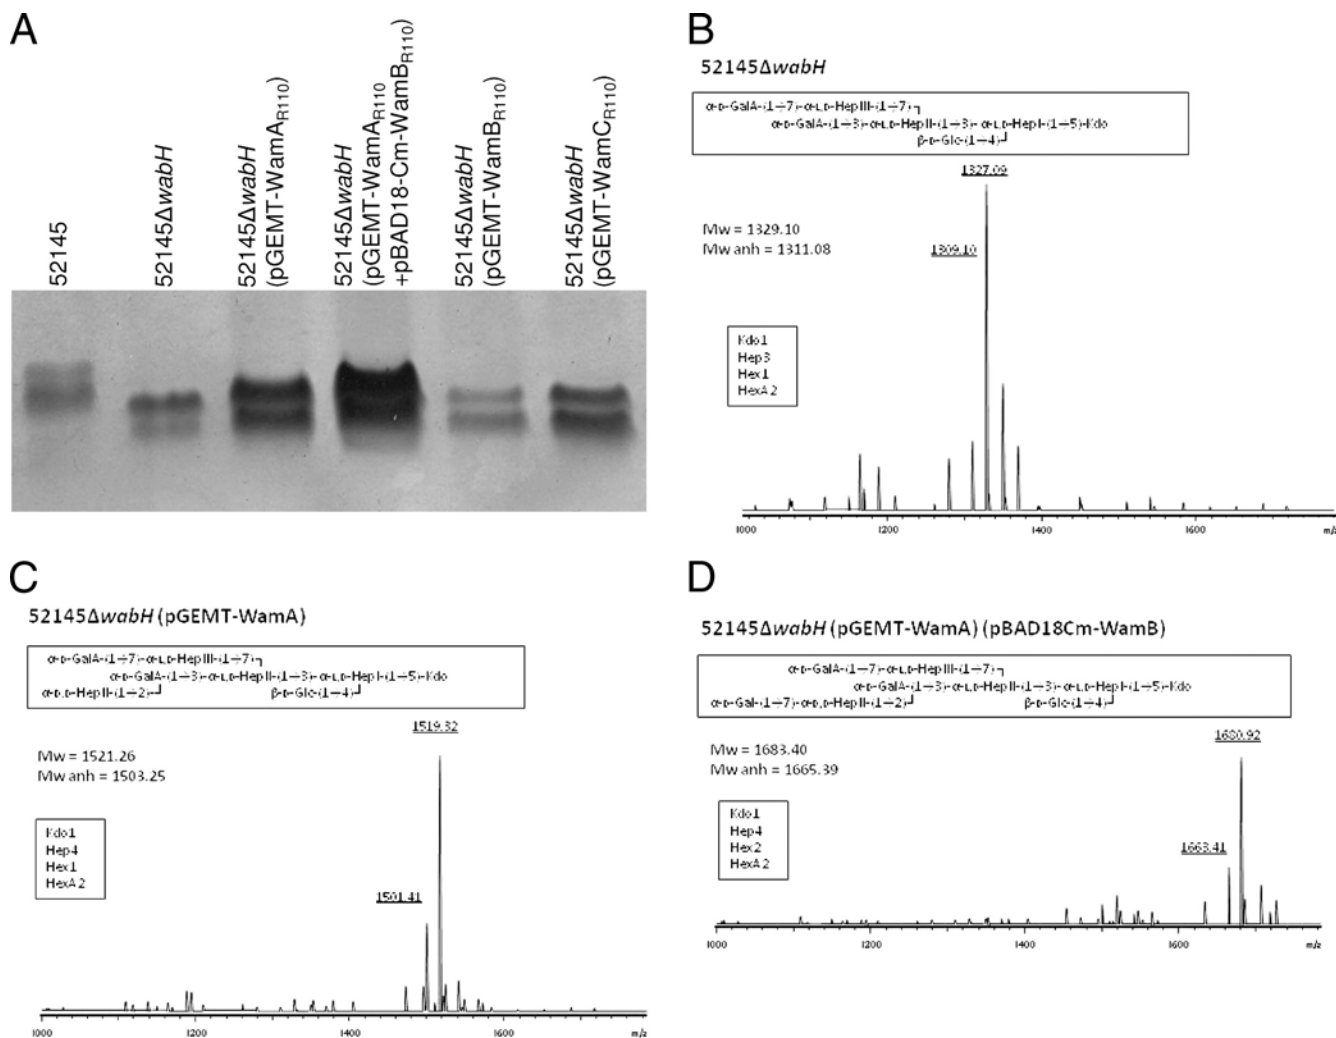 A
52145
52145ΔwabH
52145ΔwabH
(pGEMT-WamA_R110)
52145ΔwabH
(pGEMT-WamA_R110
+pBAD18-Cm-WamB_R110)
52145ΔwabH
(pGEMT-WamB_R110)
52145ΔwabH
(pGEMT-WamC_R110)
B
52145ΔwabH
α-D-GalA-(1→7)-α-L,D-HepIII-(1→7)
α-D-GalA-(1→3)-α-L,D-HepII-(1→3)- α-L,D-HepI-(1→5)-Kdo
β-D-Glc-(1→4)
1327.09
1309.10
Mw = 1329.10
Mw anh = 1311.08
Kdo1
Hep3
Hex1
HexA2
1000 1200 1400 1600 m/z
C
52145ΔwabH (pGEMT-WamA)
α-D-GalA-(1→7)-α-L,D-HepIII-(1→7)
α-D-GalA-(1→3)-α-L,D-HepII-(1→3)-α-L,D-HepI-(1→5)-Kdo
α-D,D-HepII-(1→2) β-D-Glc-(1→4)
1519.32
1501.41
Mw = 1521.26
Mw anh = 1503.25
Kdo1
Hep4
Hex1
HexA2
1000 1200 1400 1600 m/z
D
52145ΔwabH (pGEMT-WamA) (pBAD18Cm-WamB)
α-D-GalA-(1→7)-α-L,D-HepIII-(1→7)
α-D-GalA-(1→3)-α-L,D-HepII-(1→3)-α-L,D-HepI-(1→5)-Kdo
α-D-Gal-(1→7)-α-D,D-HepII-(1→2) β-D-Glc-(1→4)
1680.92
1663.41
Mw = 1683.40
Mw anh = 1665.39
Kdo1
Hep4
Hex2
HexA2
1000 1200 1400 1600 m/z